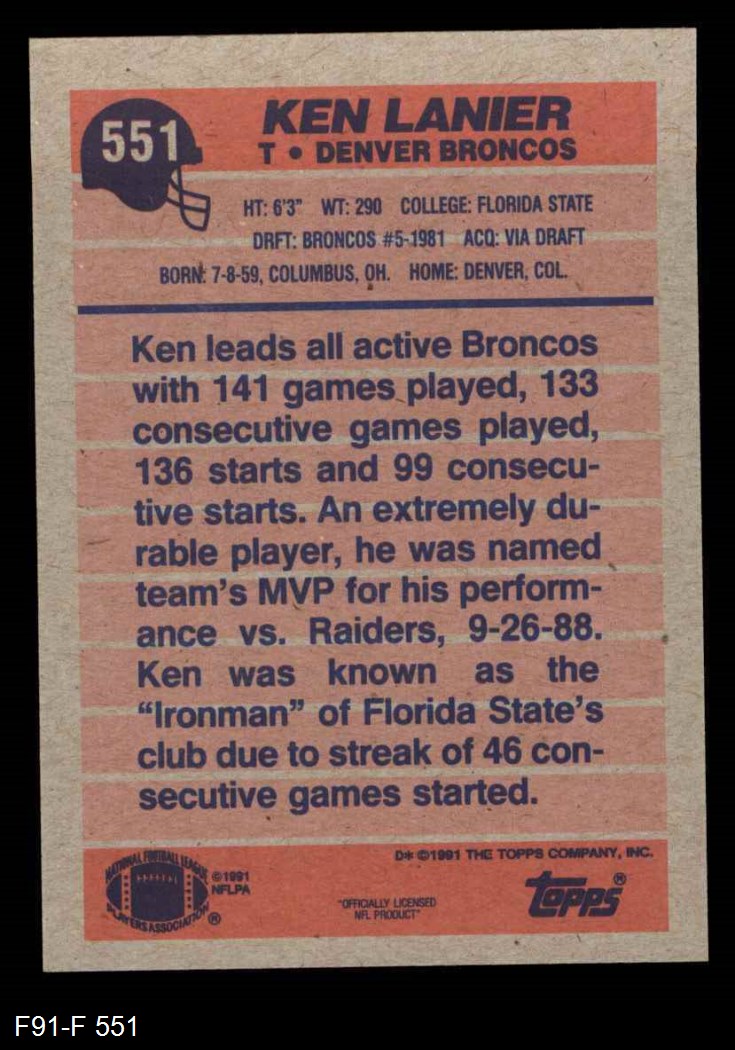 551
KEN LANIER
T • DENVER BRONCOS
HT: 6'3" WT: 290 COLLEGE: FLORIDA STATE
DRFT: BRONCOS #5-1981 ACQ: VIA DRAFT
BORN: 7-8-59, COLUMBUS, OH. HOME: DENVER, COL.
Ken leads all active Broncos
with 141 games played, 133
consecutive games played,
136 starts and 99 consecu-
tive starts. An extremely du-
rable player, he was named
team's MVP for his perform-
ance vs. Raiders, 9-26-88.
Ken was known as the
"Ironman" of Florida State's
club due to streak of 46 con-
secutive games started.
D* ©1991 THE TOPPS COMPANY, INC.
NATIONAL FOOTBALL LEAGUE
PLAYERS ASSOCIATION ®
©1991
NFLPA
"OFFICIALLY LICENSED
NFL PRODUCT"
topps®
F91-F 551